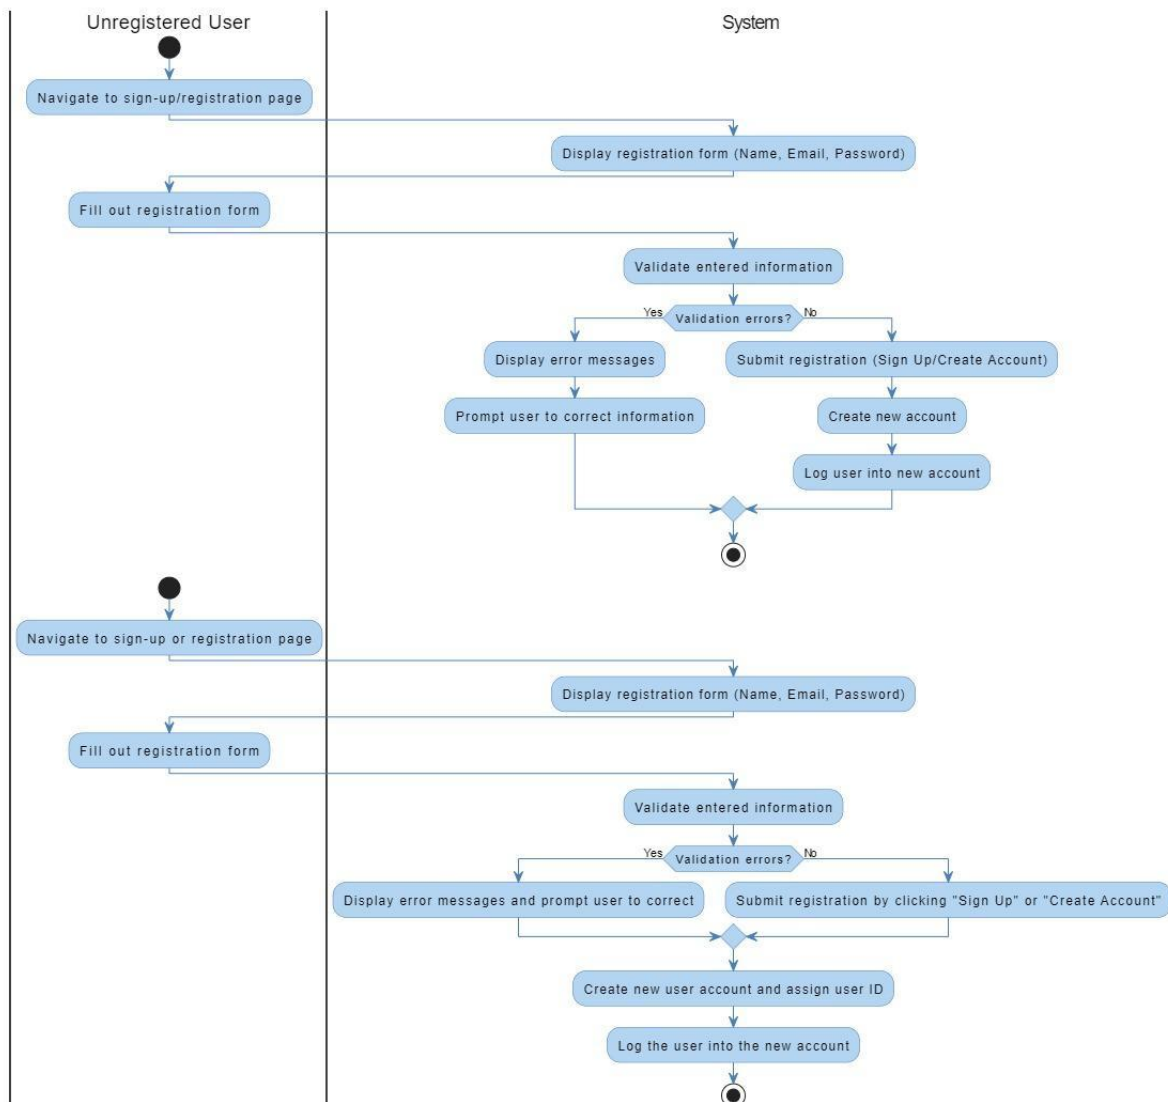 Unregistered User
System
Navigate to sign-up/registration page
Display registration form (Name, Email, Password)
Fill out registration form
Validate entered information
Yes
Validation errors?
No
Display error messages
Submit registration (Sign Up/Create Account)
Prompt user to correct information
Create new account
Log user into new account
Navigate to sign-up or registration page
Display registration form (Name, Email, Password)
Fill out registration form
Validate entered information
Yes
Validation errors?
No
Display error messages and prompt user to correct
Submit registration by clicking "Sign Up" or "Create Account"
Create new user account and assign user ID
Log the user into the new account